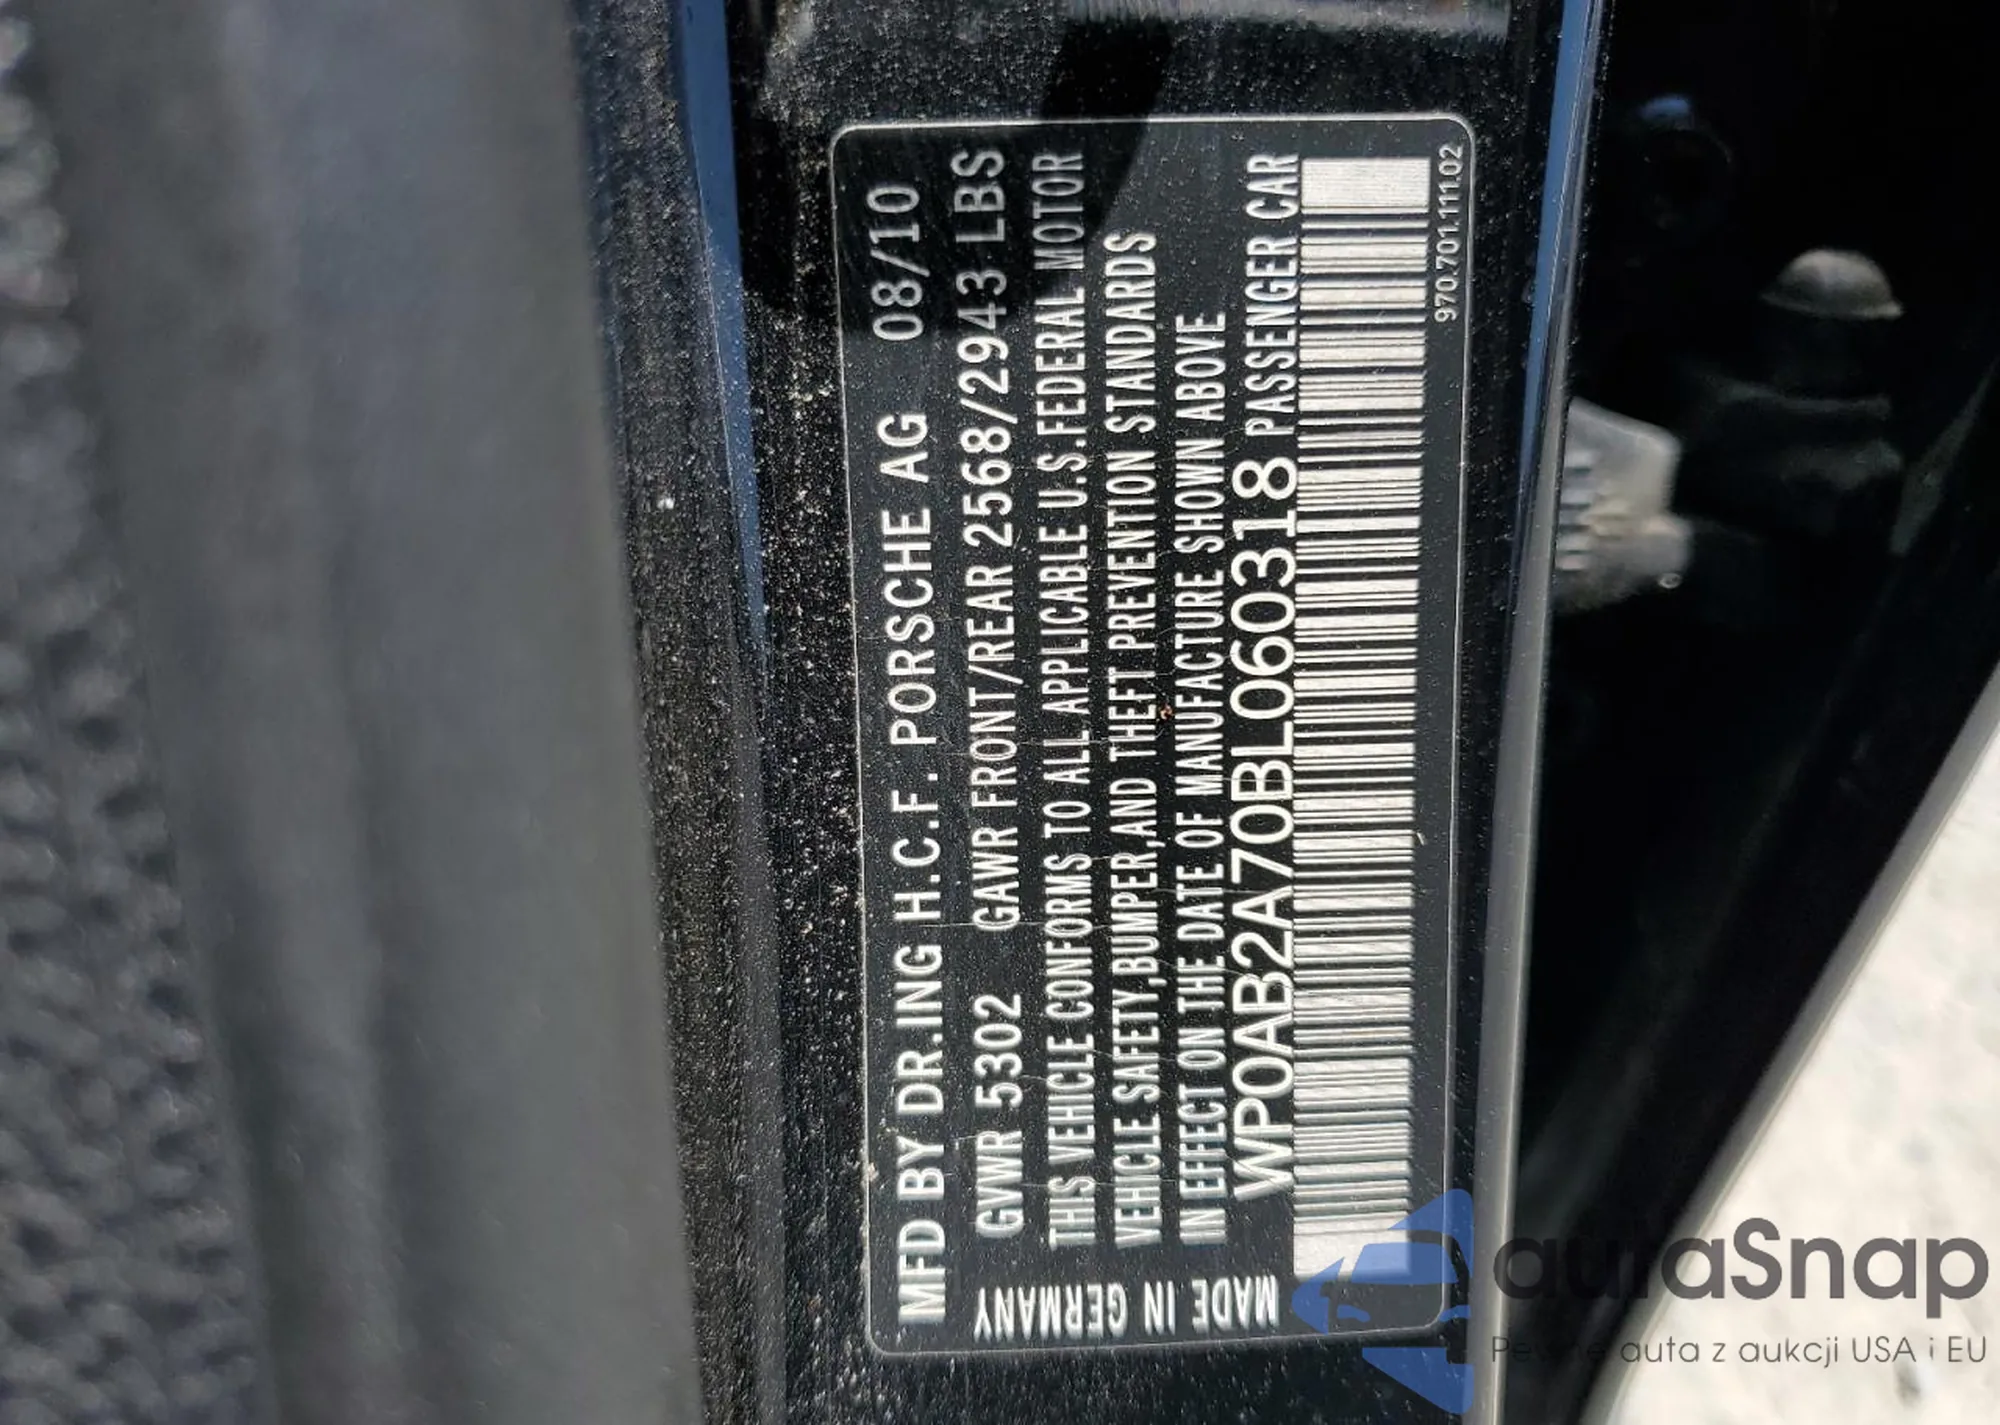 MFD BY DR.ING H.C.F. PORSCHE AG 08/10
GVWR 5302 GAWR FRONT/REAR 2568/2943 LBS
THIS VEHICLE CONFORMS TO ALL APPLICABLE U.S.FEDERAL MOTOR
VEHICLE SAFETY,BUMPER,AND THEFT PREVENTION STANDARDS
IN EFFECT ON THE DATE OF MANUFACTURE SHOWN ABOVE
WP0AB2A70BL060318 PASSENGER CAR
970.701.111.02
MADE IN GERMANY
auraSnap
Pewne auta z aukcji USA i EU